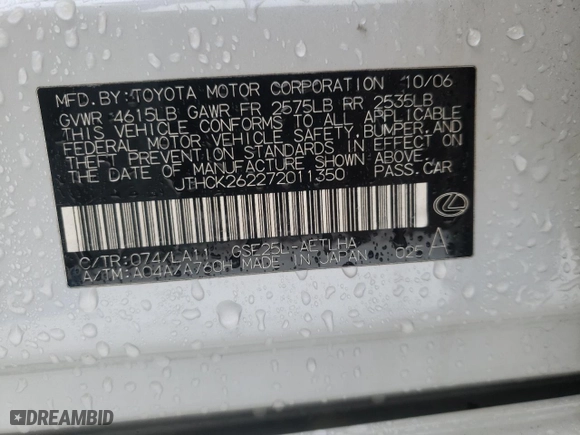 MFD.BY:TOYOTA MOTOR CORPORATION 10/06
GVWR 4615LB GAWR FR 2575LB RR 2535LB
THIS VEHICLE CONFORMS TO ALL APPLICABLE
FEDERAL MOTOR VEHICLE SAFETY,BUMPER,AND
THEFT PREVENTION STANDARDS IN EFFECT ON
THE DATE OF MANUFACTURE SHOWN ABOVE.
JTHCK262272011350 PASS.CAR
C/TR:074/LA11 GSE25L-AETLHA
A/TM:A04A/A760H MADE IN JAPAN 025 A
DREAMBID